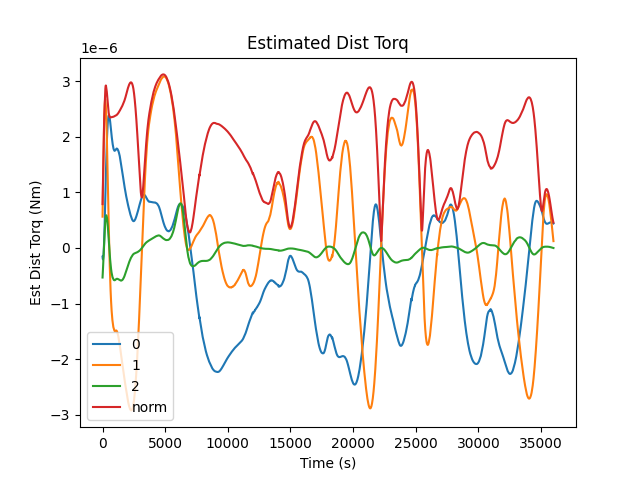 Estimated Dist Torq
1e−6
3
2
1
0
−1
−2
−3
Est Dist Torq (Nm)
0
1
2
norm
0 5000 10000 15000 20000 25000 30000 35000
Time (s)